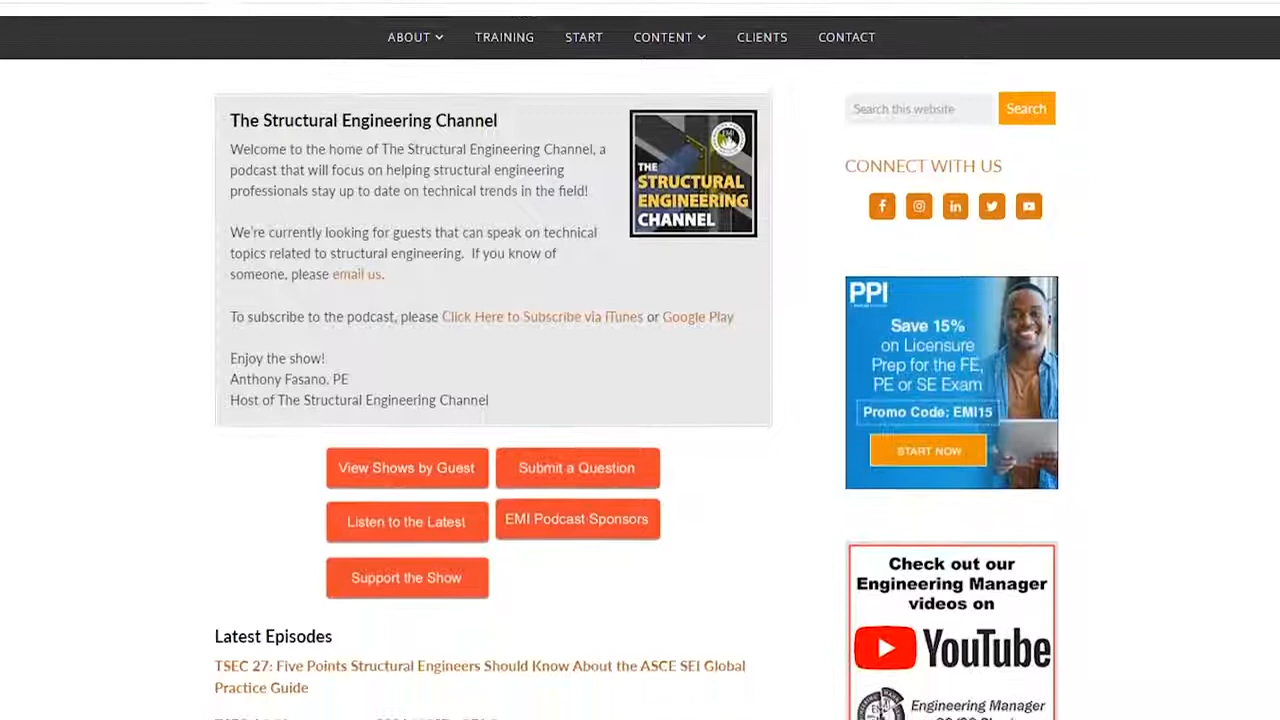 ABOUT TRAINING START CONTENT CLIENTS CONTACT
The Structural Engineering Channel
Welcome to the home of The Structural Engineering Channel, a
podcast that will focus on helping structural engineering
professionals stay up to date on technical trends in the field!
We're currently looking for guests that can speak on technical
topics related to structural engineering. If you know of
someone, please email us.
To subscribe to the podcast, please Click Here to Subscribe via iTunes or Google Play
Enjoy the show!
Anthony Fasano, PE
Host of The Structural Engineering Channel
EMI
THE
STRUCTURAL
ENGINEERING
CHANNEL
View Shows by Guest
Submit a Question
Listen to the Latest
EMI Podcast Sponsors
Support the Show
Latest Episodes
TSEC 27: Five Points Structural Engineers Should Know About the ASCE SEI Global
Practice Guide
Search this website
Search
CONNECT WITH US
PPI
Save 15%
on Licensure
Prep for the FE,
PE or SE Exam
Promo Code: EMI15
START NOW
Check out our
Engineering Manager
videos on
YouTube
Engineering Manager